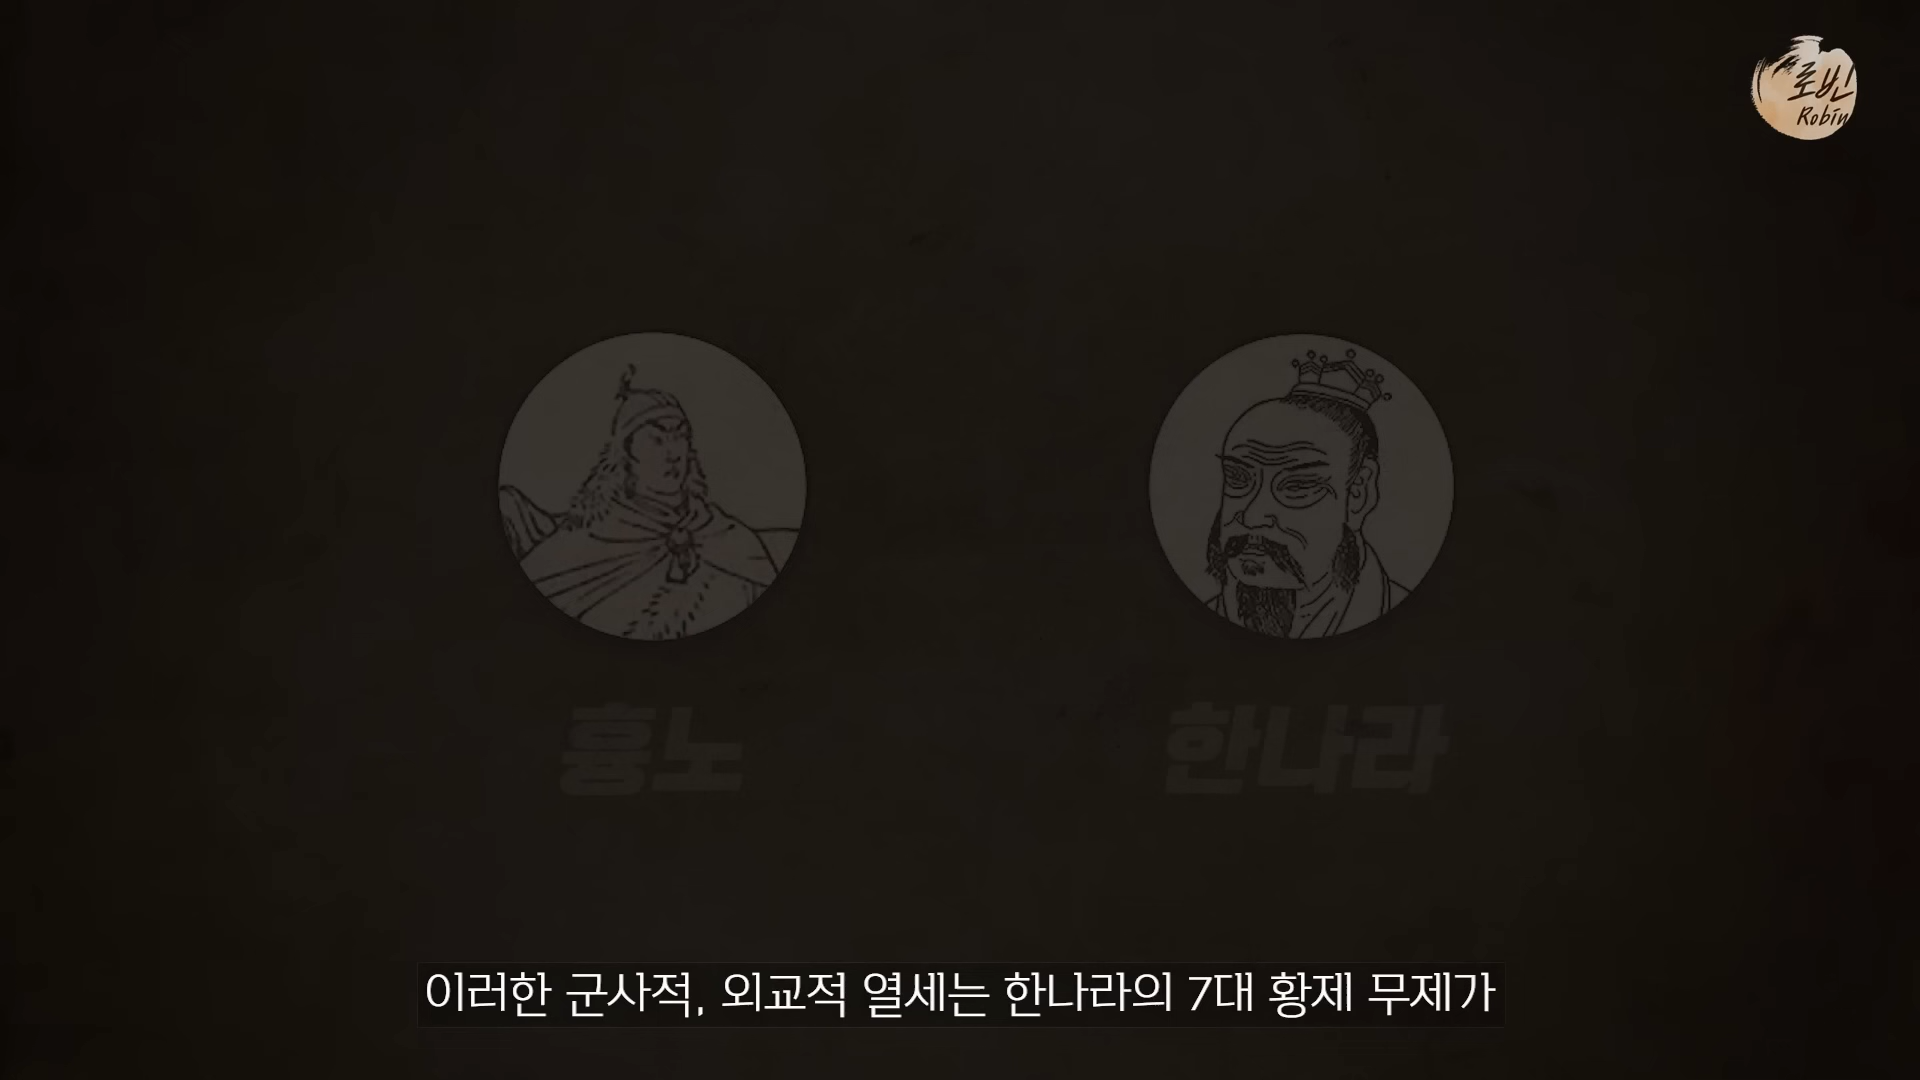 로빈
Robin
흉노
한나라
이러한 군사적, 외교적 열세는 한나라의 7대 황제 무제가